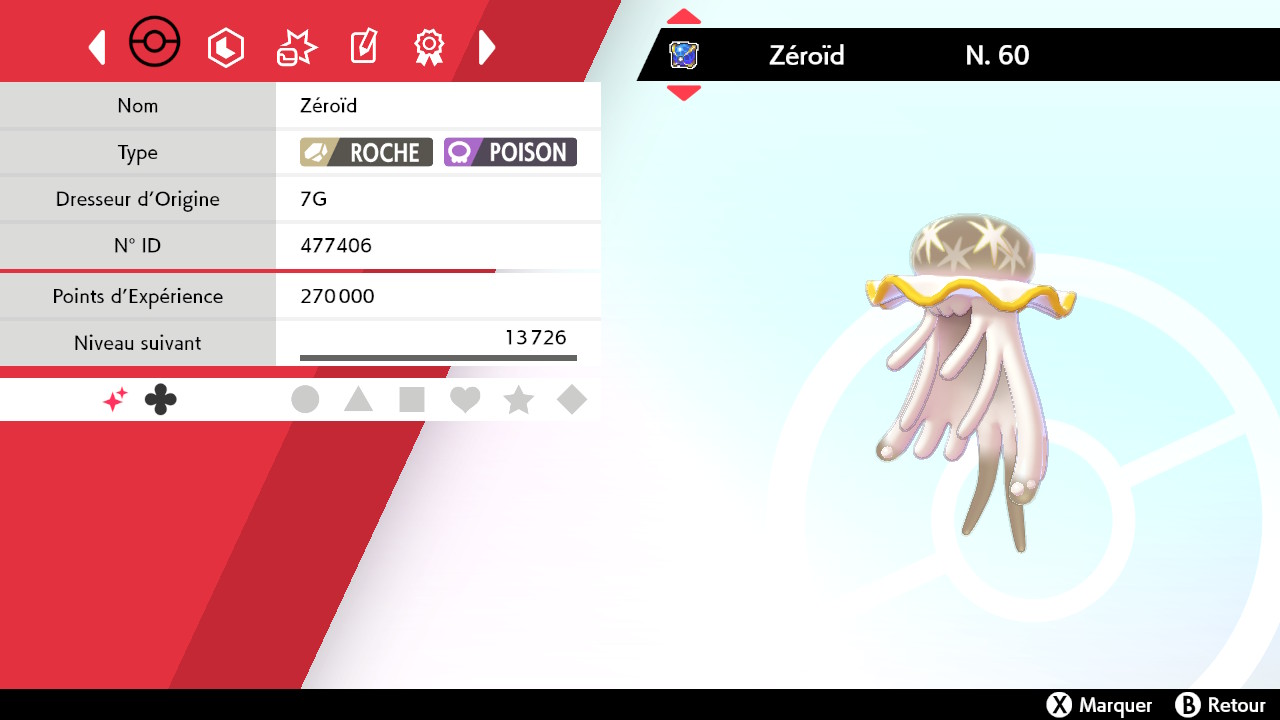 Zéroïd N. 60
Nom Zéroïd
Type ROCHE POISON
Dresseur d'Origine 7G
N° ID 477406
Points d'Expérience 270 000
Niveau suivant 13 726
X Marquer B Retour